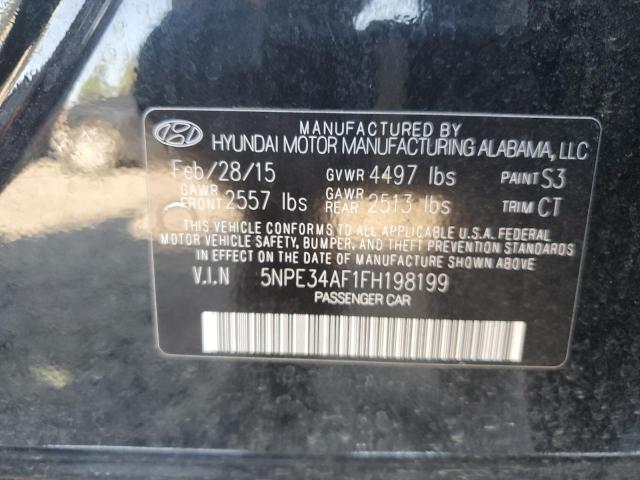 MANUFACTURED BY
HYUNDAI MOTOR MANUFACTURING ALABAMA, LLC
Feb/28/15 GVWR 4497 lbs PAINT S3
GAWR FRONT 2557 lbs GAWR REAR 2513 lbs TRIM CT
THIS VEHICLE CONFORMS TO ALL APPLICABLE U.S.A. FEDERAL
MOTOR VEHICLE SAFETY, BUMPER, AND THEFT PREVENTION STANDARDS
IN EFFECT ON THE DATE OF MANUFACTURE SHOWN ABOVE.
V.I.N 5NPE34AF1FH198199
PASSENGER CAR